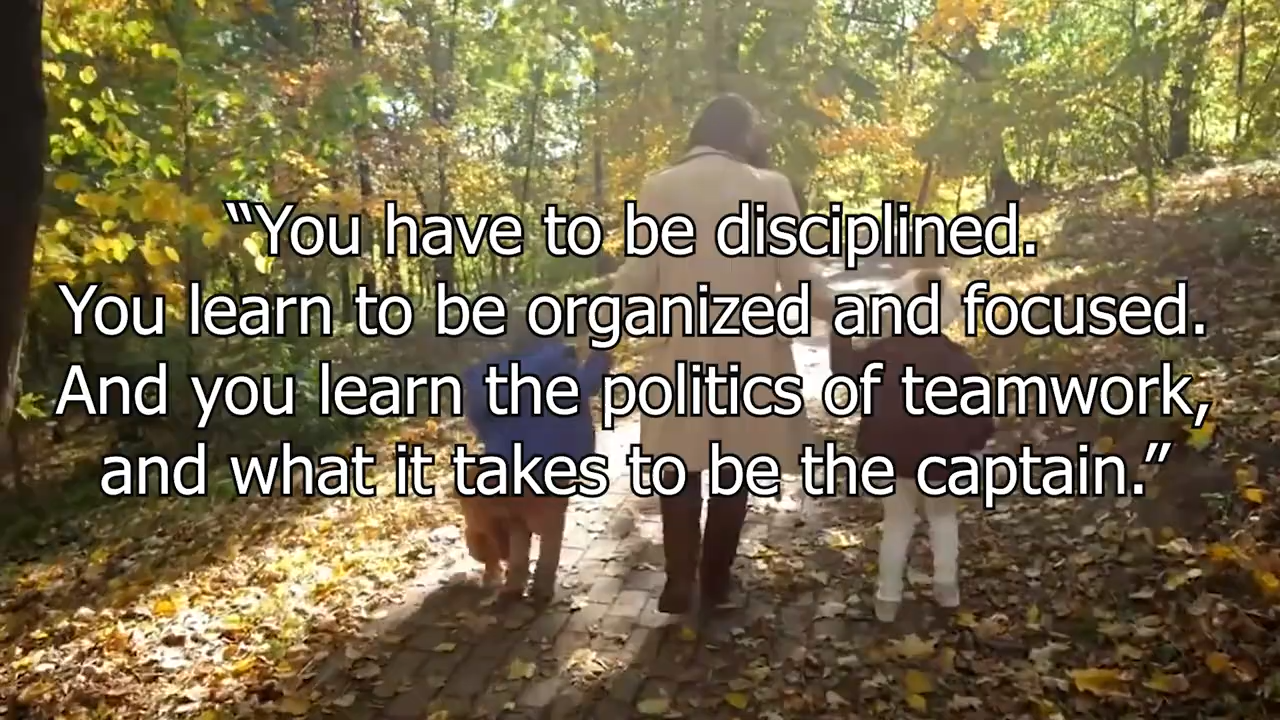 “You have to be disciplined.
You learn to be organized and focused.
And you learn the politics of teamwork,
and what it takes to be the captain.”